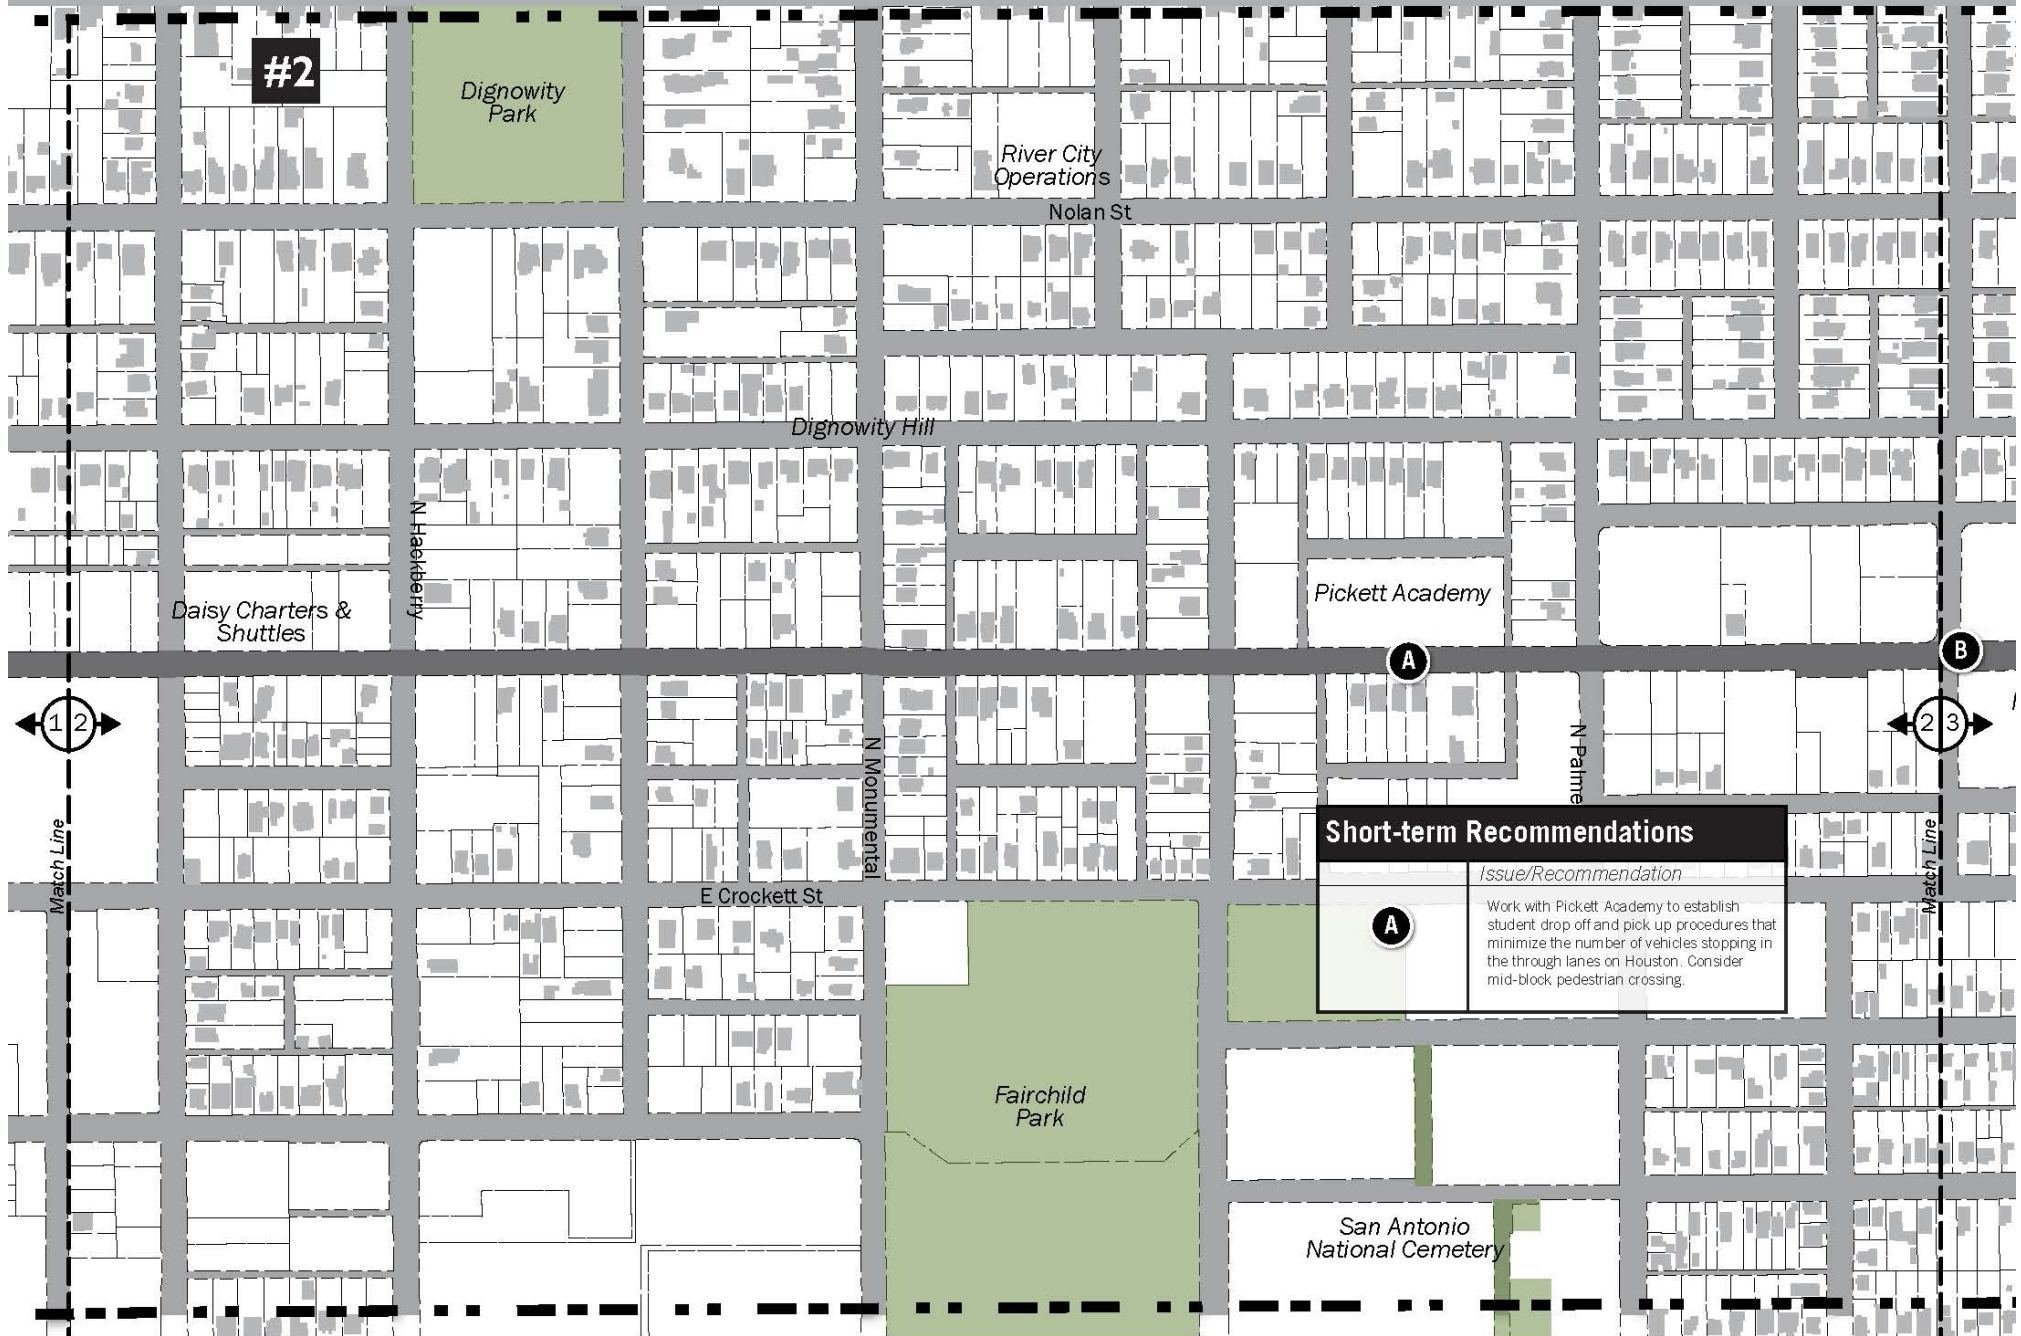 #2
Dignowity
Park
River City
Operations
Nolan St
Dignowity Hill
N Hackberry
Pickett Academy
Daisy Charters &
Shuttles
A
B
1 2
2 3
N Monumental
N Palme
Match Line
Match Line
E Crockett St
Short-term Recommendations
Issue/Recommendation
A
Work with Pickett Academy to establish
student drop off and pick up procedures that
minimize the number of vehicles stopping in
the through lanes on Houston. Consider
mid-block pedestrian crossing.
Fairchild
Park
San Antonio
National Cemetery